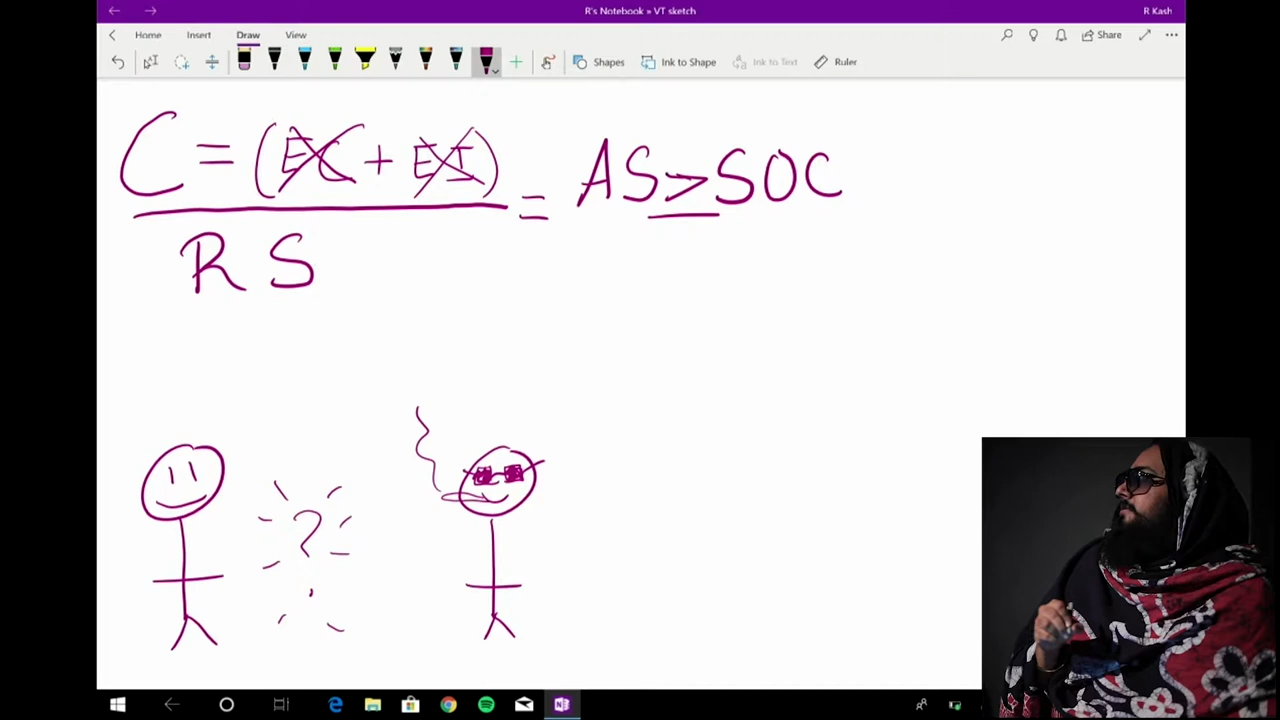 R's Notebook » VT sketch
R Kash
Home Insert Draw View
Share
Shapes Ink to Shape Ink to Text Ruler
C = (EC + EI) = AS ≥ SOC
RS
?